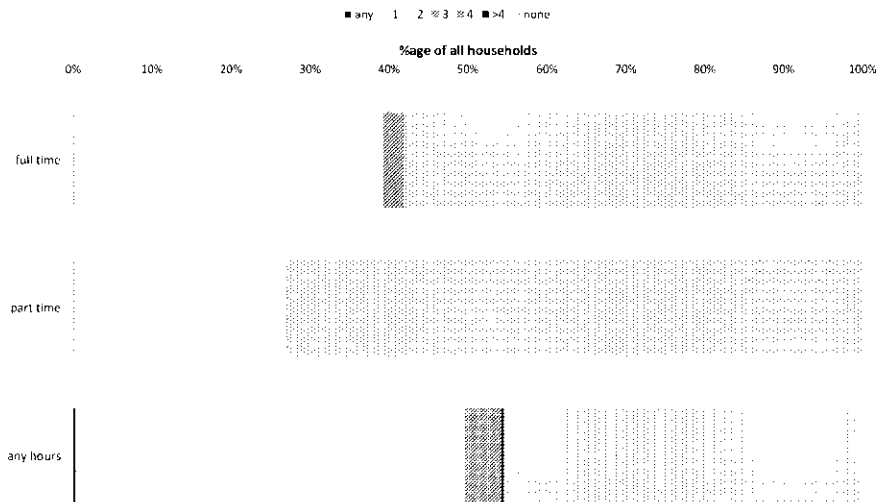 any 1 2 3 4 >4 none
%age of all households
0% 10% 20% 30% 40% 50% 60% 70% 80% 90% 100%
full time
part time
any hours